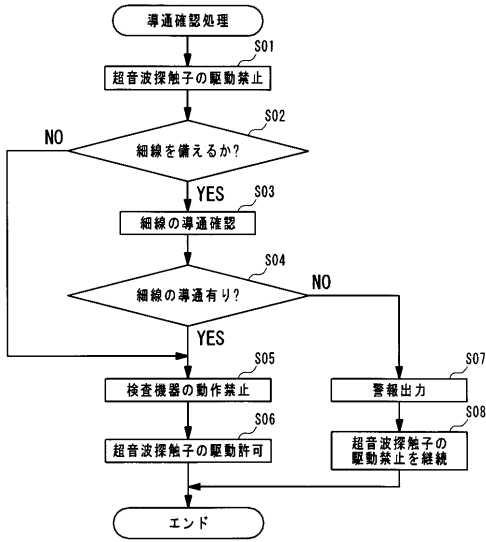 導通確認処理
S01
超音波探触子の駆動禁止
S02
細線を備えるか?
NO
YES
S03
細線の導通確認
S04
細線の導通有り?
NO
YES
S05
検査機器の動作禁止
S07
警報出力
S06
超音波探触子の駆動許可
S08
超音波探触子の
駆動禁止を継続
エンド